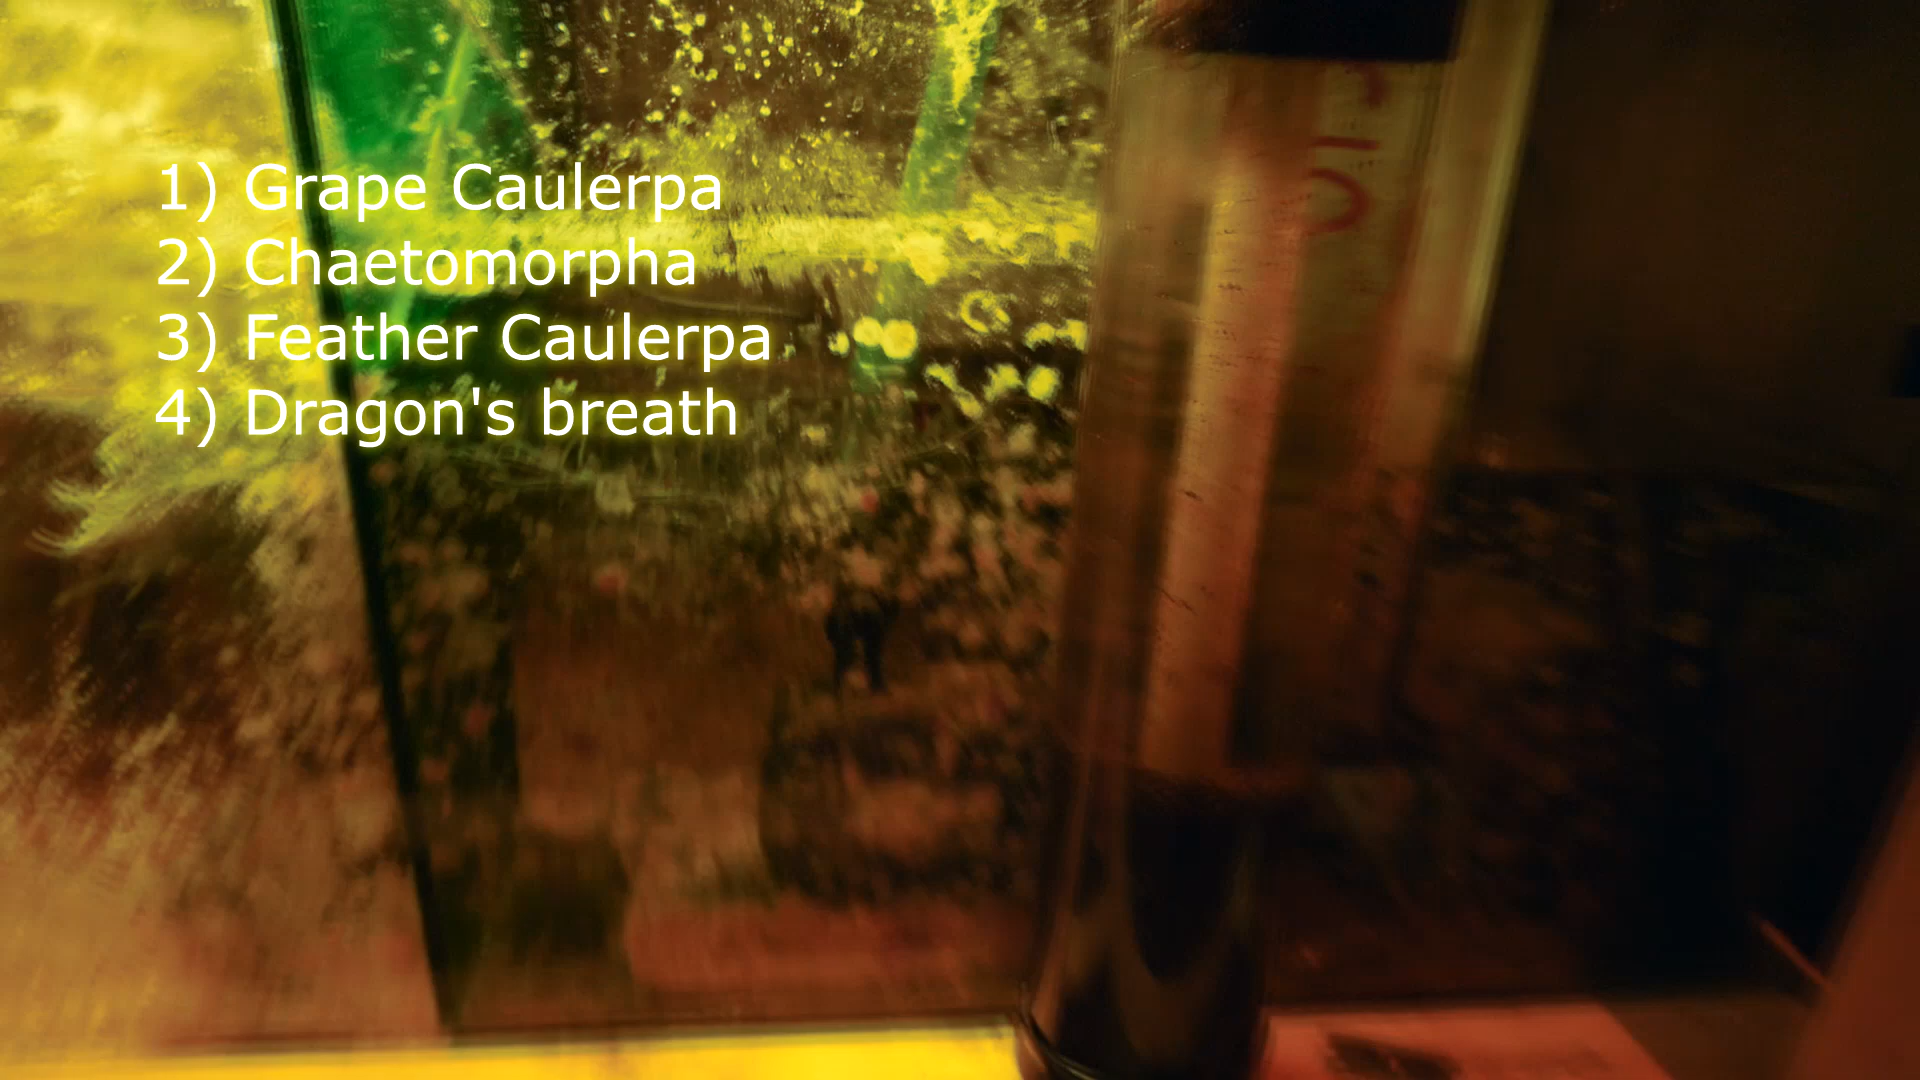 1) Grape Caulerpa
2) Chaetomorpha
3) Feather Caulerpa
4) Dragon's breath